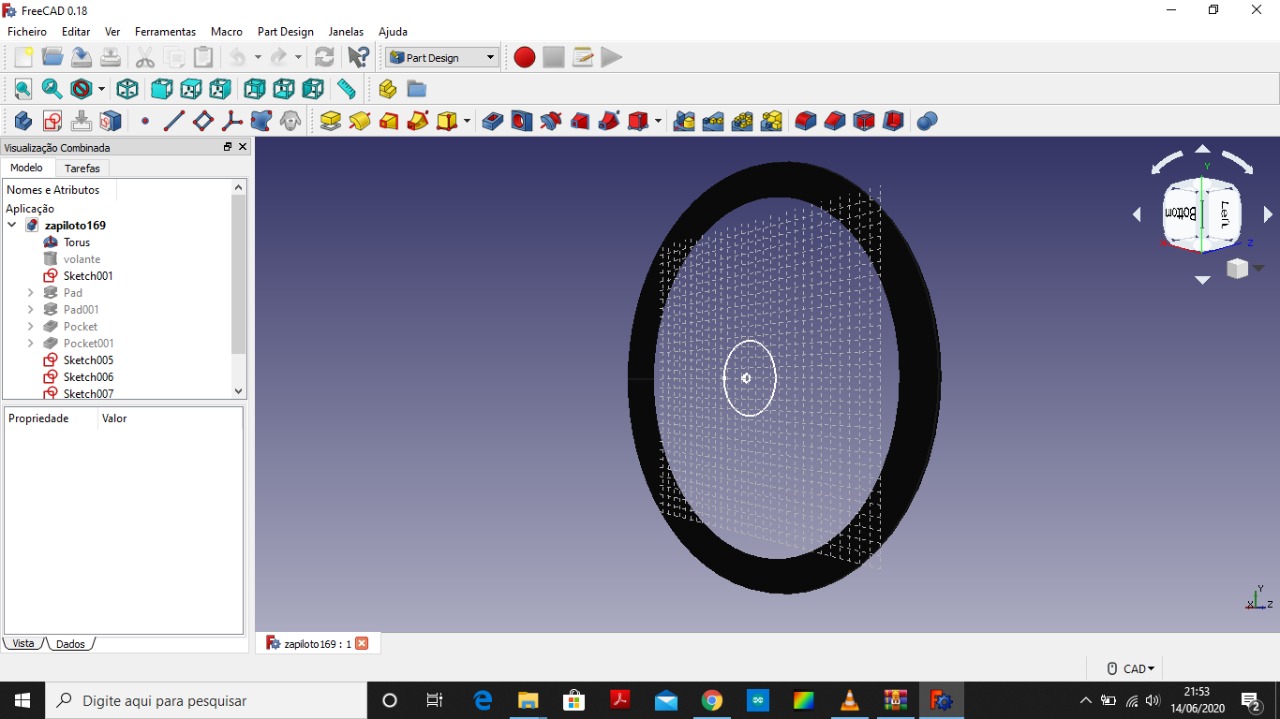 FreeCAD 0.18
Ficheiro Editar Ver Ferramentas Macro Part Design Janelas Ajuda
Part Design
Visualização Combinada
Modelo Tarefas
Nomes e Atributos
Aplicação
zapiloto169
Torus
volante
Sketch001
Pad
Pad001
Pocket
Pocket001
Sketch005
Sketch006
Sketch007
Propriedade Valor
Vista Dados
Y
Bottom
Left
Z
Y
X Z
zapiloto169 : 1
CAD
Digite aqui para pesquisar
21:53
14/06/2020
2